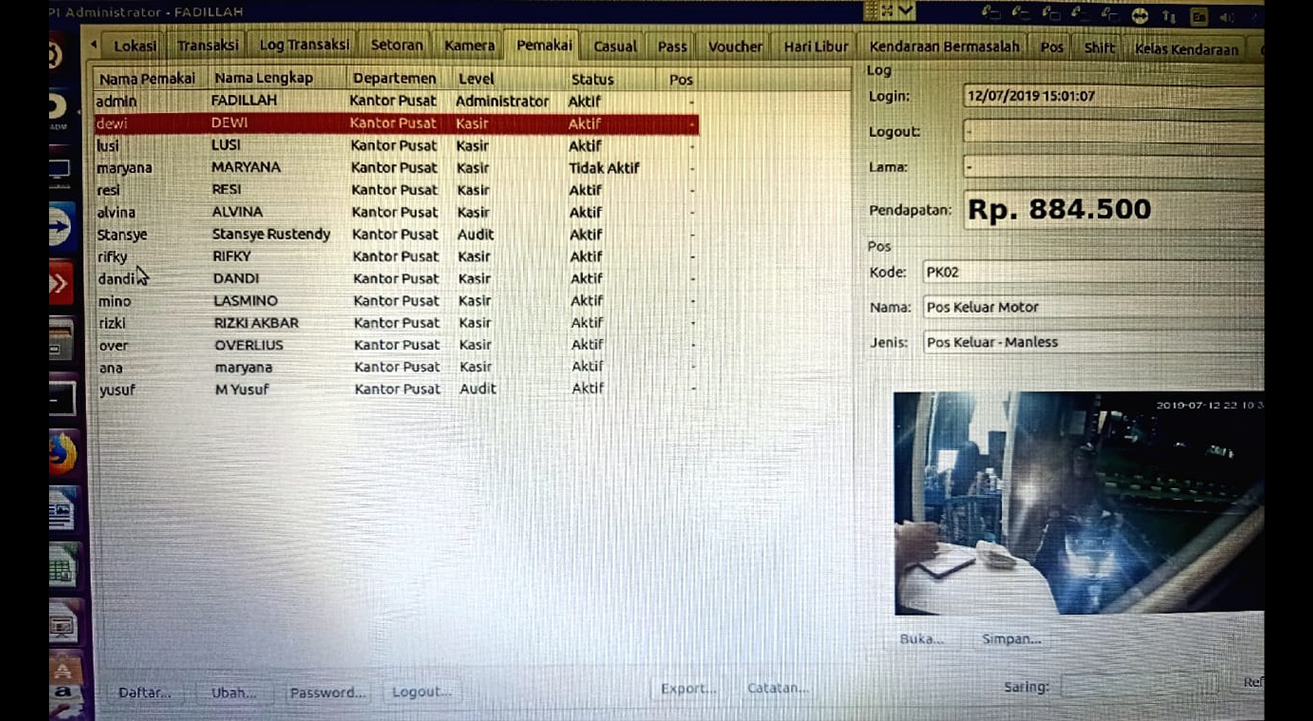 PI Administrator - FADILLAH
Lokasi Transaksi Log Transaksi Setoran Kamera Pemakai Casual Pass Voucher Hari Libur Kendaraan Bermasalah Pos Shift Kelas Kendaraan
Nama Pemakai Nama Lengkap Departemen Level Status Pos
admin FADILLAH Kantor Pusat Administrator Aktif -
dewi DEWI Kantor Pusat Kasir Aktif -
lusi LUSI Kantor Pusat Kasir Aktif -
maryana MARYANA Kantor Pusat Kasir Tidak Aktif -
resi RESI Kantor Pusat Kasir Aktif -
alvina ALVINA Kantor Pusat Kasir Aktif -
Stansye Stansye Rustendy Kantor Pusat Audit Aktif -
rifky RIFKY Kantor Pusat Kasir Aktif -
dandi DANDI Kantor Pusat Kasir Aktif -
mino LASMINO Kantor Pusat Kasir Aktif -
rizki RIZKI AKBAR Kantor Pusat Kasir Aktif -
over OVERLIUS Kantor Pusat Kasir Aktif -
ana maryana Kantor Pusat Kasir Aktif -
yusuf M Yusuf Kantor Pusat Audit Aktif -
Log
Login: 12/07/2019 15:01:07
Logout: -
Lama: -
Pendapatan: Rp. 884.500
Pos
Kode: PK02
Nama: Pos Keluar Motor
Jenis: Pos Keluar - Manless
2019-07-12 22:10:3
Buka... Simpan...
Daftar... Ubah... Password... Logout... Export... Catatan... Saring: Ref